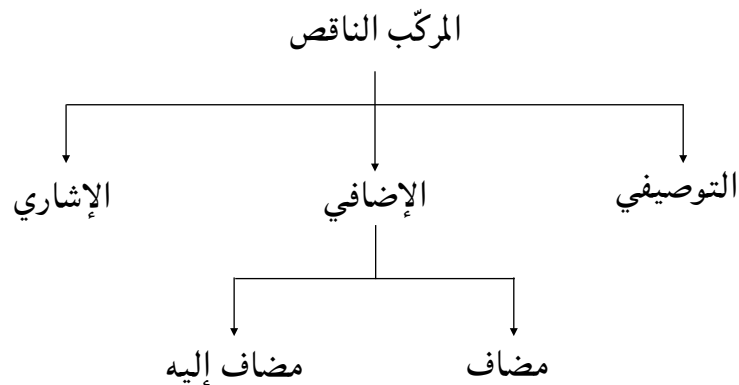 المركّب الناقص
التوصيفي
الإضافي
الإشاري
مضاف
مضاف إليه